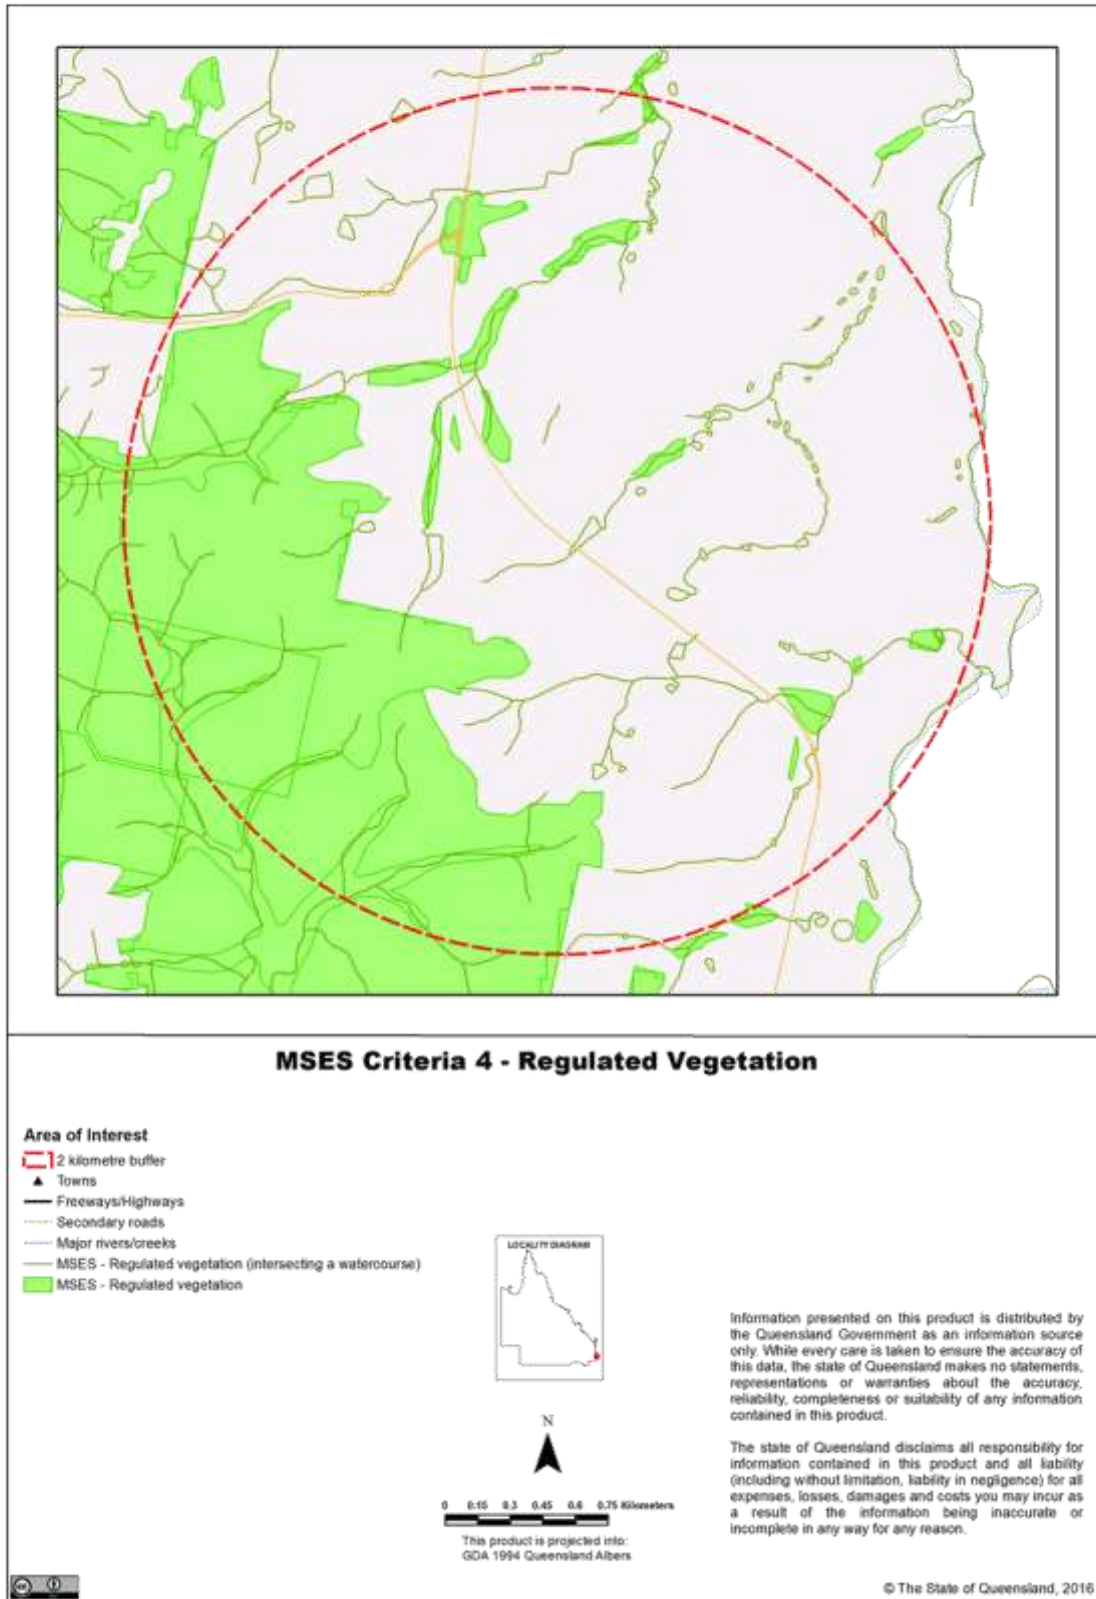 MSES Criteria 4 - Regulated Vegetation
Area of Interest
2 kilometre buffer
Towns
Freeways/Highways
Secondary roads
Major rivers/creeks
MSES - Regulated vegetation (intersecting a watercourse)
MSES - Regulated vegetation
LOCALITY DIAGRAM
N
0 0.15 0.3 0.45 0.6 0.75 Kilometers
This product is projected into:
GDA 1994 Queensland Albers
Information presented on this product is distributed by
the Queensland Government as an information source
only. While every care is taken to ensure the accuracy of
this data, the state of Queensland makes no statements,
representations or warranties about the accuracy,
reliability, completeness or suitability of any information
contained in this product.
The state of Queensland disclaims all responsibility for
information contained in this product and all liability
(including without limitation, liability in negligence) for all
expenses, losses, damages and costs you may incur as
a result of the information being inaccurate or
incomplete in any way for any reason.
© The State of Queensland, 2016